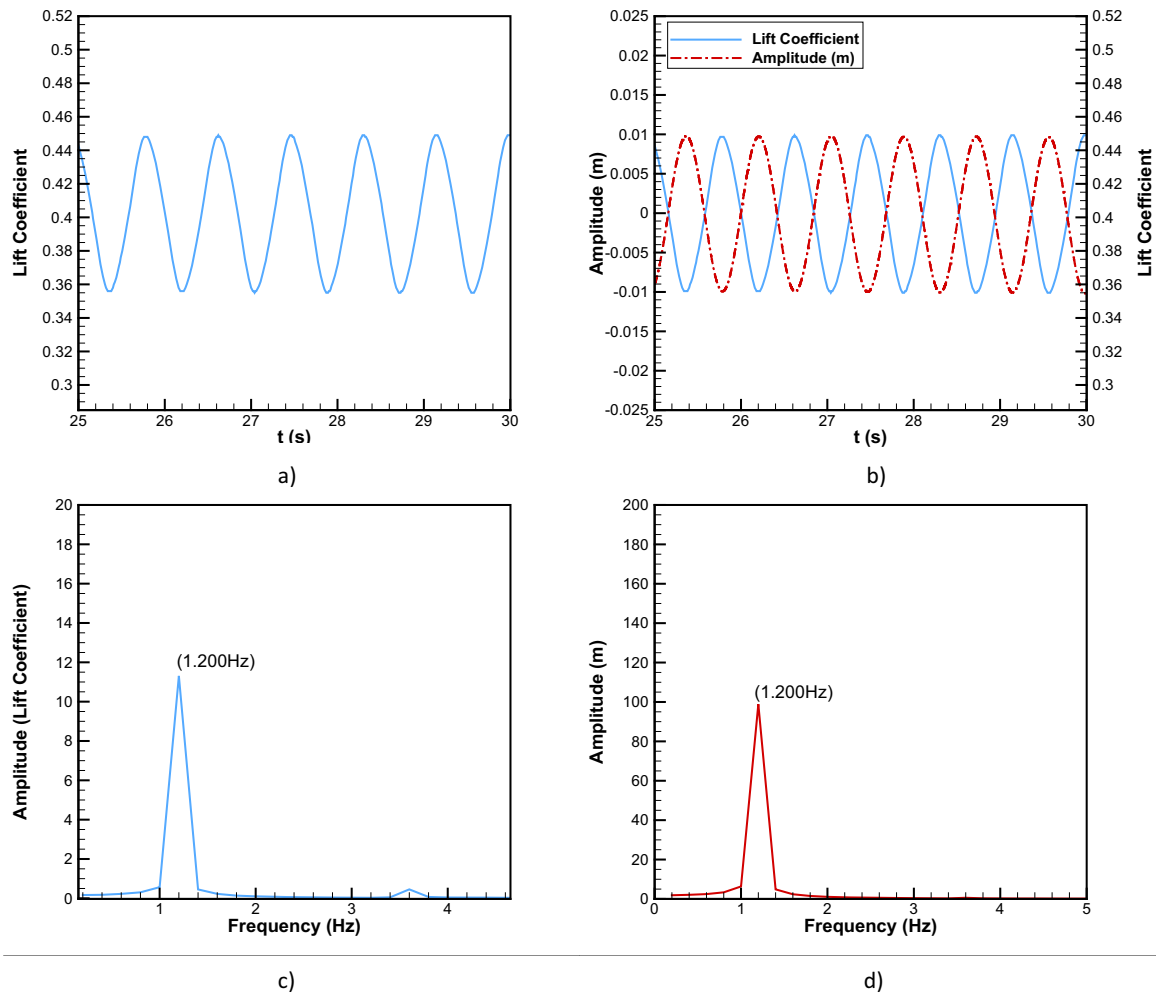 0.52
0.5
0.48
0.46
0.44
0.42
0.4
0.38
0.36
0.34
0.32
0.3
Lift Coefficient
25 26 27 28 29 30
t (s)
a)
0.025
0.02
0.015
0.01
0.005
0
-0.005
-0.01
-0.015
-0.02
-0.025
Amplitude (m)
Lift Coefficient
Amplitude (m)
0.52
0.5
0.48
0.46
0.44
0.42
0.4
0.38
0.36
0.34
0.32
0.3
Lift Coefficient
25 26 27 28 29 30
t (s)
b)
20
18
16
14
12
10
8
6
4
2
0
Amplitude (Lift Coefficient)
(1.200Hz)
1 2 3 4
Frequency (Hz)
c)
200
180
160
140
120
100
80
60
40
20
0
Amplitude (m)
(1.200Hz)
0 1 2 3 4 5
Frequency (Hz)
d)